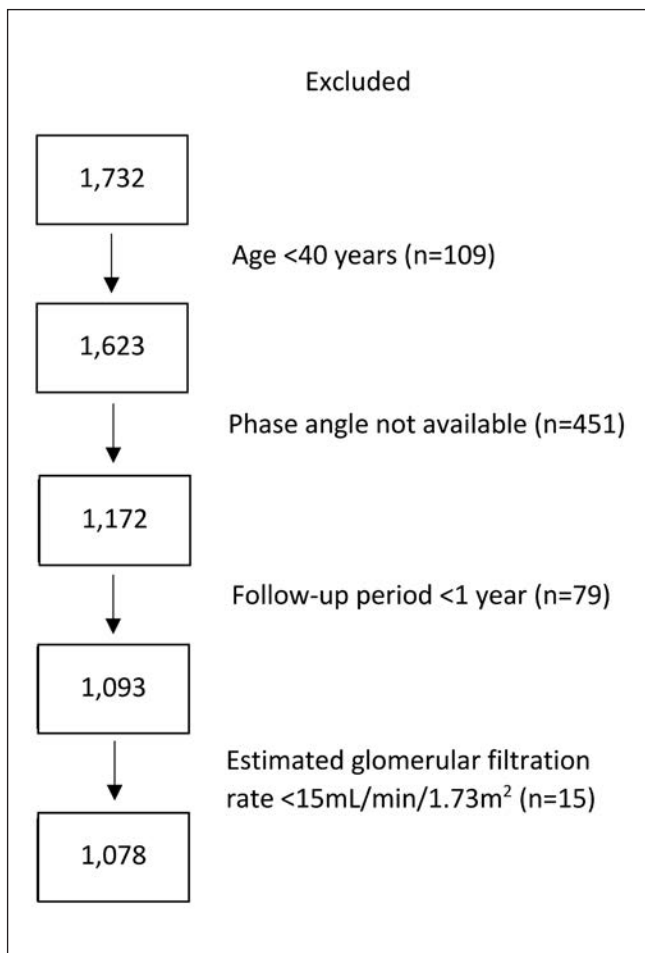 Excluded
1,732
Age <40 years (n=109)
1,623
Phase angle not available (n=451)
1,172
Follow-up period <1 year (n=79)
1,093
Estimated glomerular filtration
rate <15mL/min/1.73m² (n=15)
1,078